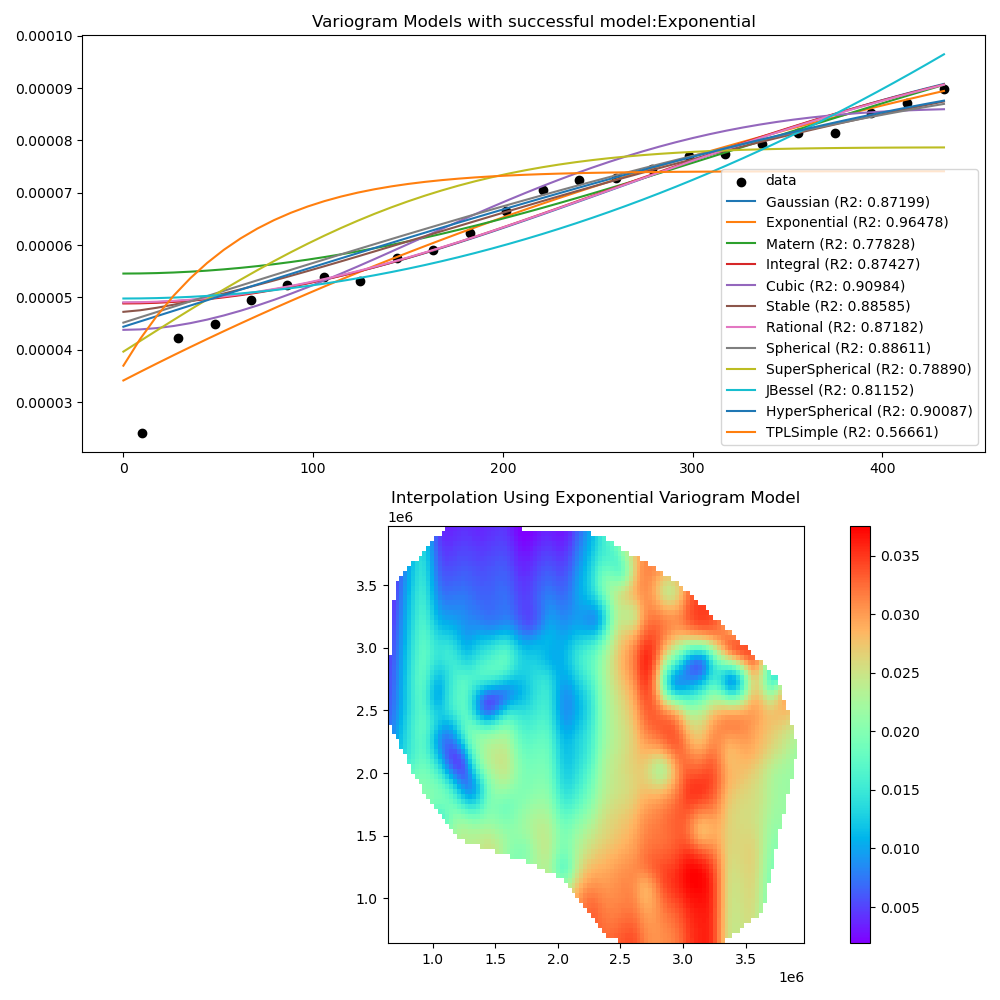 Variogram Models with successful model:Exponential
0.00010
0.00009
0.00008
0.00007
0.00006
0.00005
0.00004
0.00003
data
Gaussian (R2: 0.87199)
Exponential (R2: 0.96478)
Matern (R2: 0.77828)
Integral (R2: 0.87427)
Cubic (R2: 0.90984)
Stable (R2: 0.88585)
Rational (R2: 0.87182)
Spherical (R2: 0.88611)
SuperSpherical (R2: 0.78890)
JBessel (R2: 0.81152)
HyperSpherical (R2: 0.90087)
TPLSimple (R2: 0.56661)
0 100 200 300 400
Interpolation Using Exponential Variogram Model
1e6
3.5
3.0
2.5
2.0
1.5
1.0
1.0 1.5 2.0 2.5 3.0 3.5
1e6
0.035
0.030
0.025
0.020
0.015
0.010
0.005